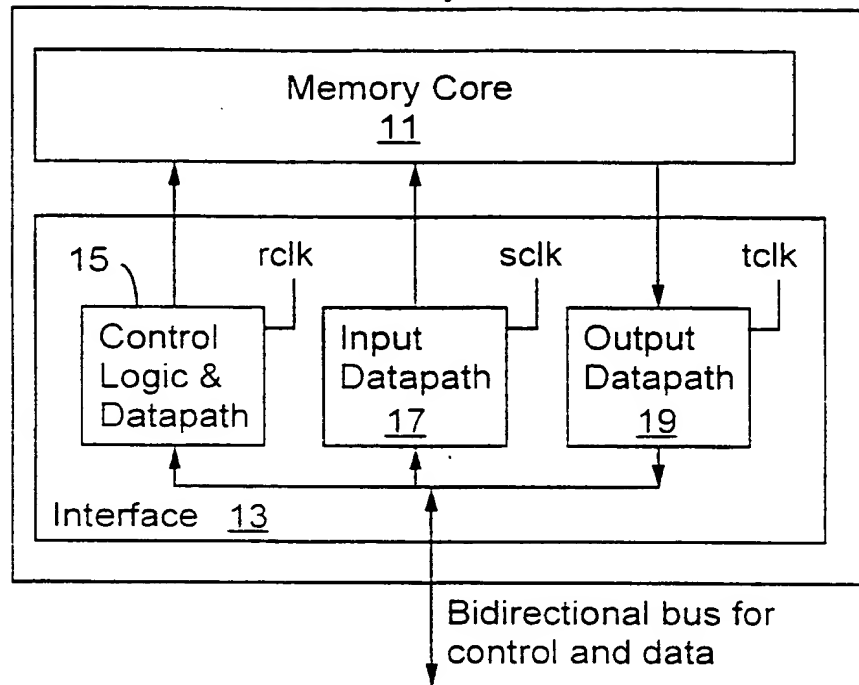 Memory Core
11
15
rclk
sclk
tclk
Control
Logic &
Datapath
Input
Datapath
17
Output
Datapath
19
Interface 13
Bidirectional bus for
control and data